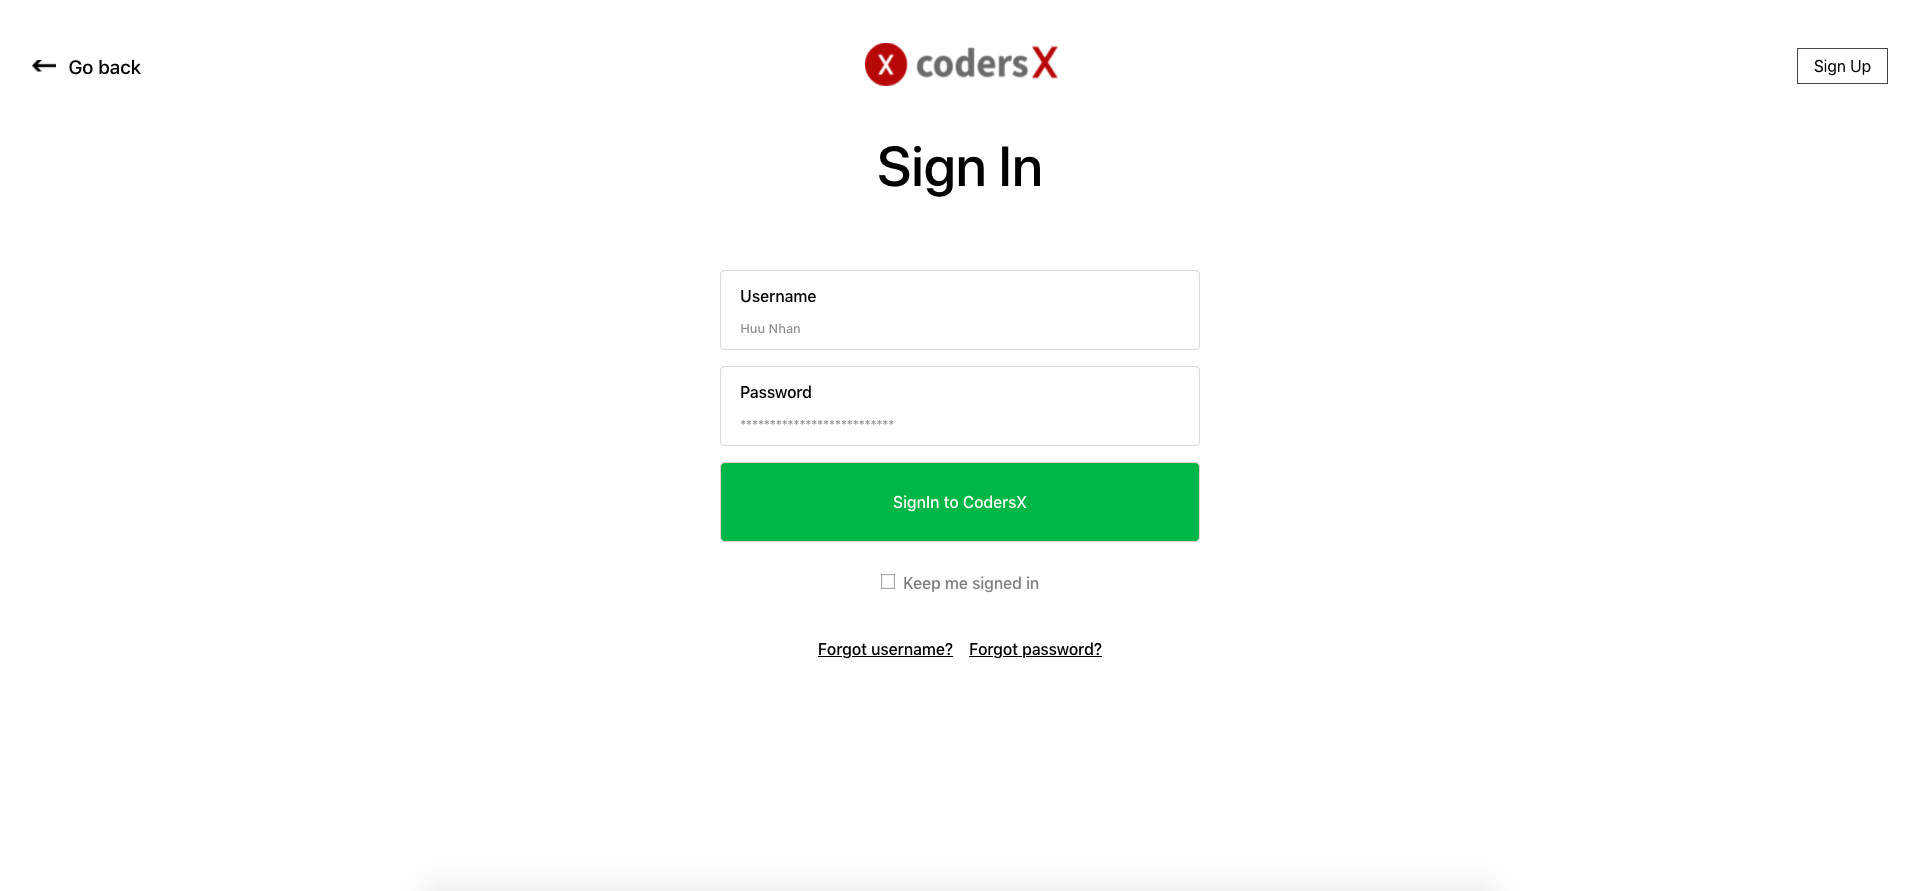 Go back
X codersX
Sign Up
Sign In
Username
Huu Nhan
Password
**************************
SignIn to CodersX
Keep me signed in
Forgot username? Forgot password?